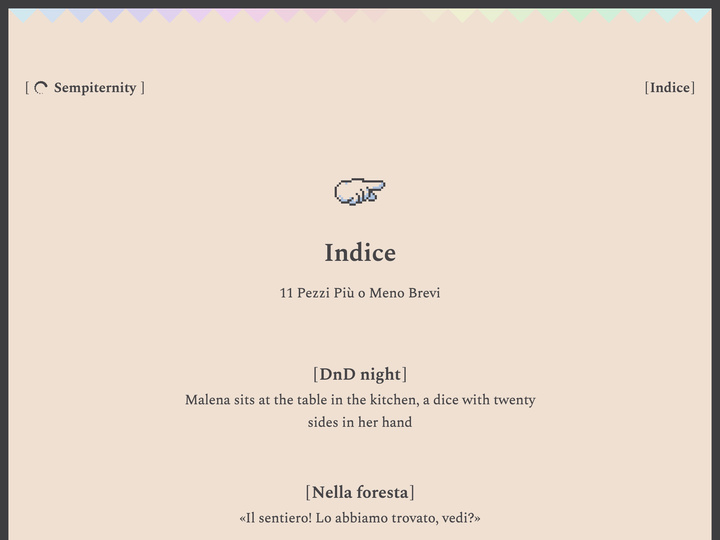 [ Sempiternity ]
[Indice]
Indice
11 Pezzi Più o Meno Brevi
[DnD night]
Malena sits at the table in the kitchen, a dice with twenty
sides in her hand
[Nella foresta]
«Il sentiero! Lo abbiamo trovato, vedi?»